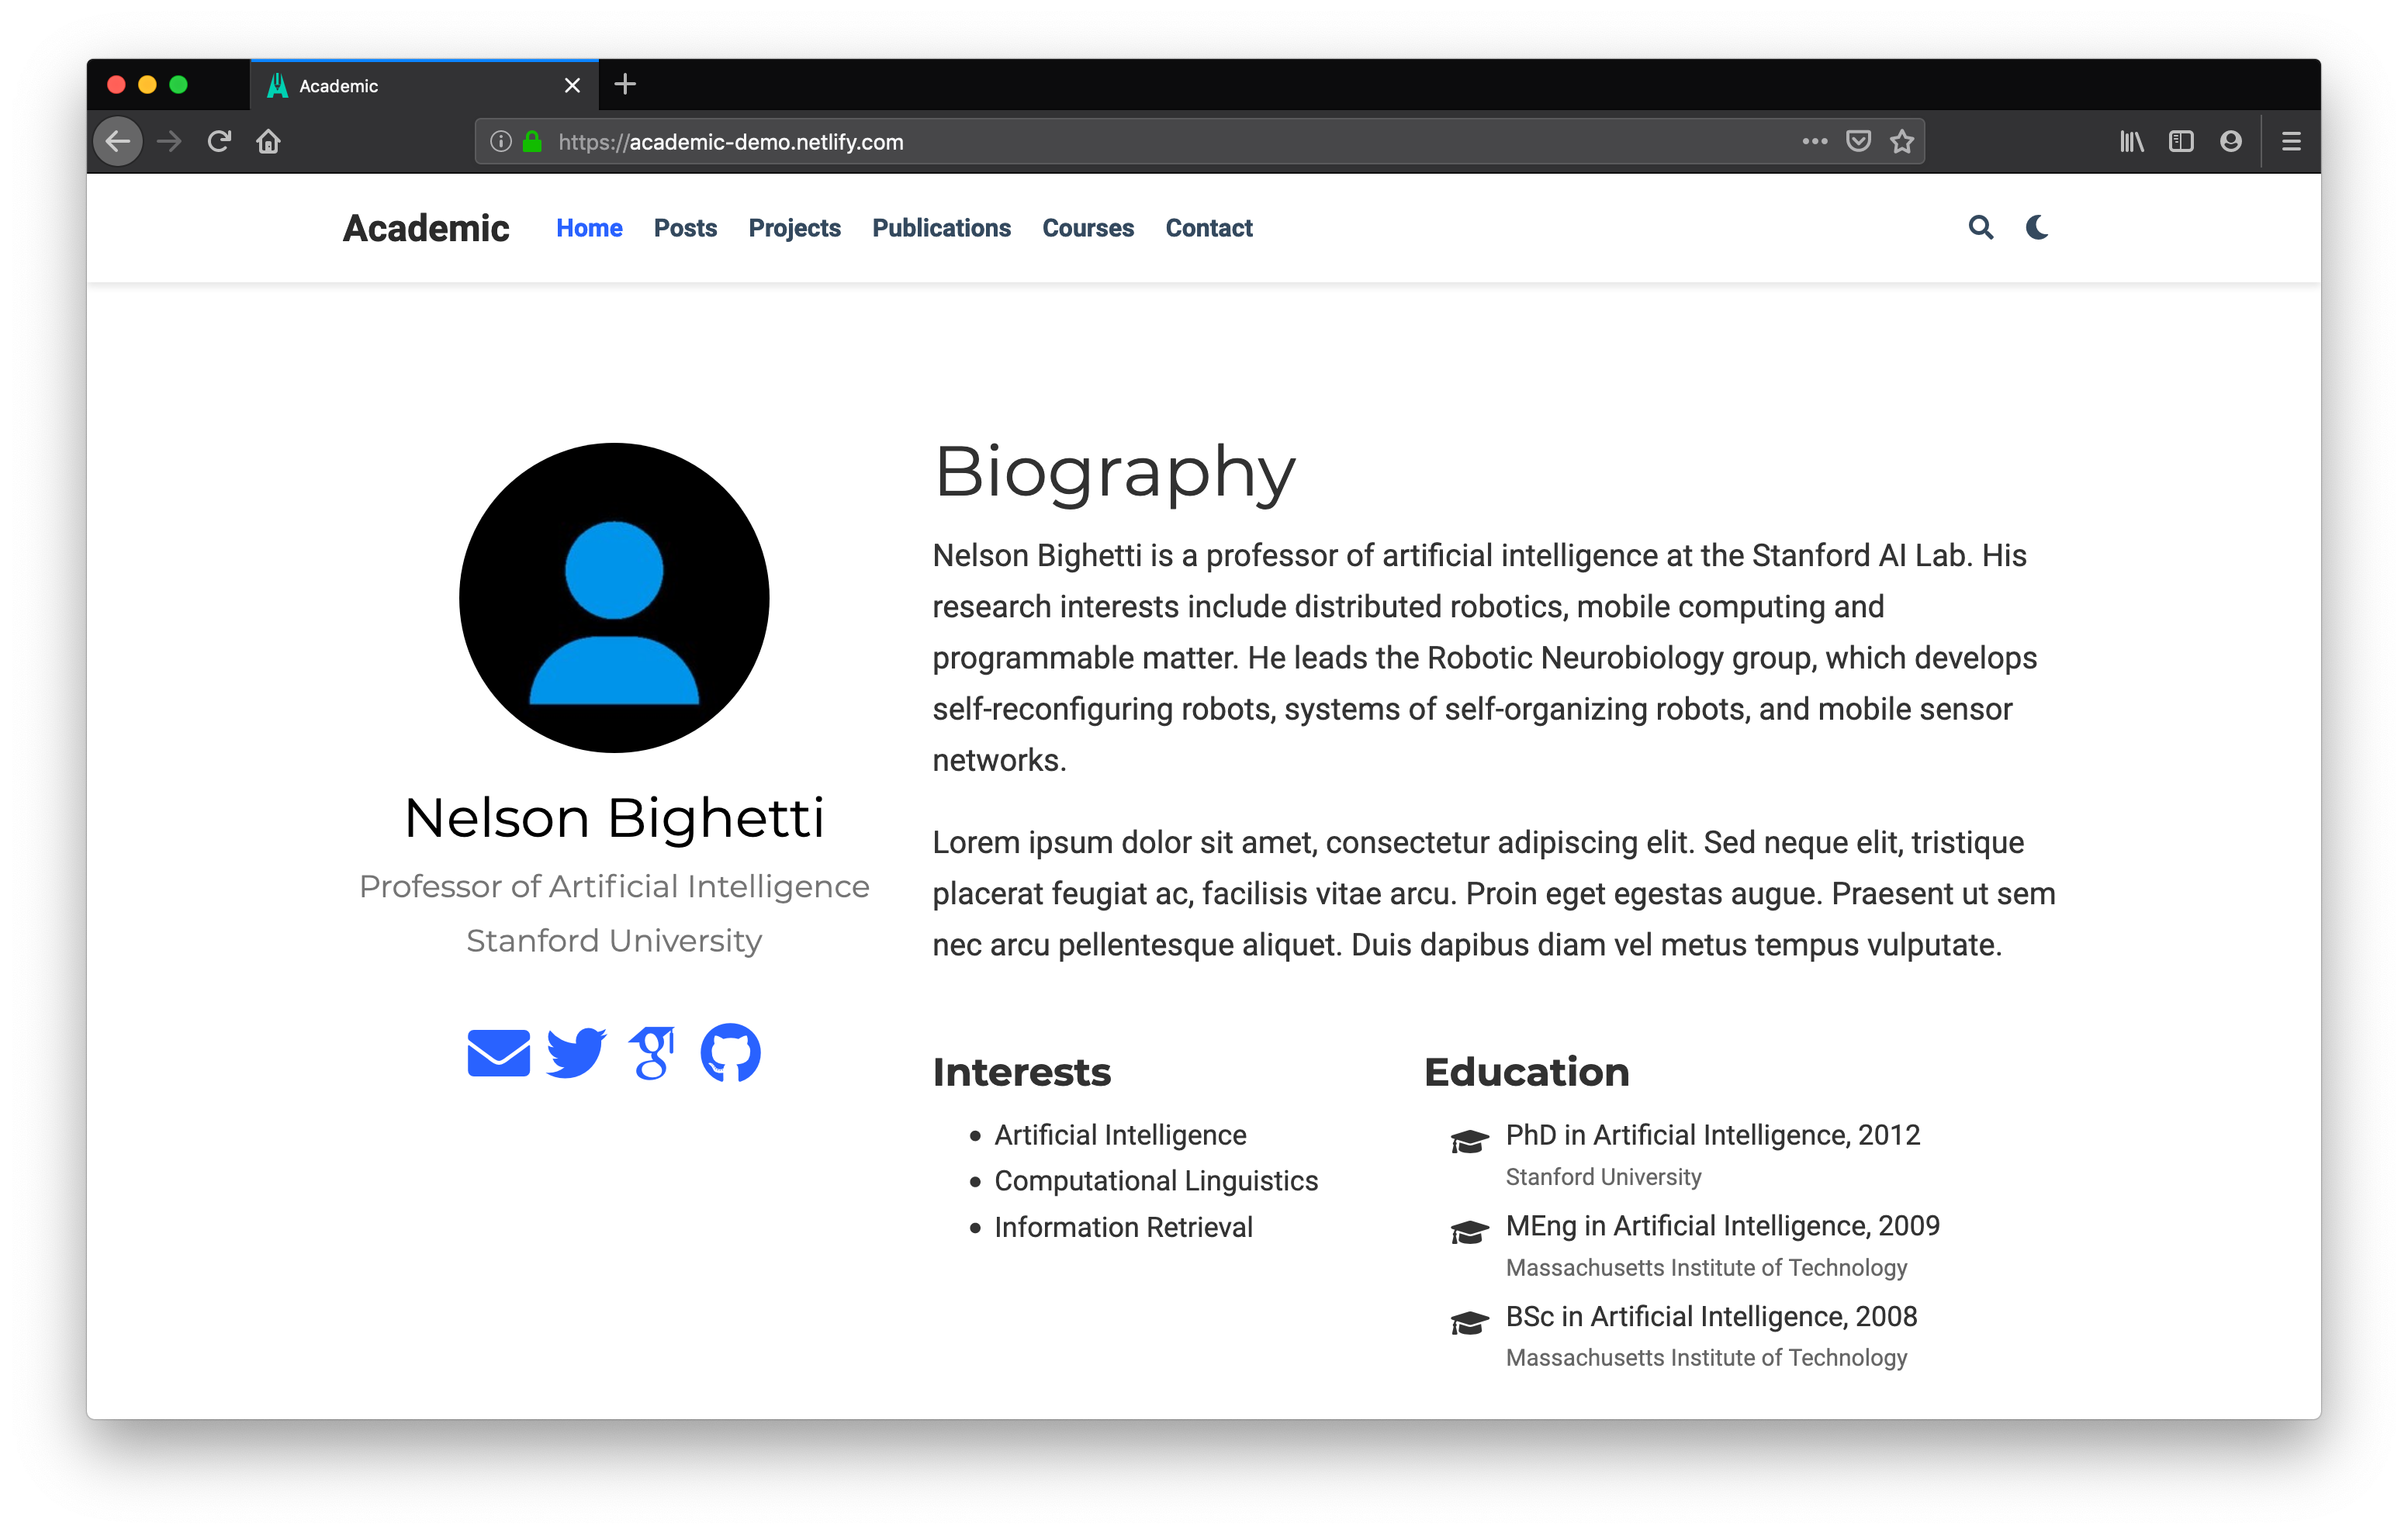 Academic
https://academic-demo.netlify.com
Academic Home Posts Projects Publications Courses Contact
Nelson Bighetti
Professor of Artificial Intelligence
Stanford University
Biography
Nelson Bighetti is a professor of artificial intelligence at the Stanford AI Lab. His
research interests include distributed robotics, mobile computing and
programmable matter. He leads the Robotic Neurobiology group, which develops
self-reconfiguring robots, systems of self-organizing robots, and mobile sensor
networks.
Lorem ipsum dolor sit amet, consectetur adipiscing elit. Sed neque elit, tristique
placerat feugiat ac, facilisis vitae arcu. Proin eget egestas augue. Praesent ut sem
nec arcu pellentesque aliquet. Duis dapibus diam vel metus tempus vulputate.
Interests
Artificial Intelligence
Computational Linguistics
Information Retrieval
Education
PhD in Artificial Intelligence, 2012
Stanford University
MEng in Artificial Intelligence, 2009
Massachusetts Institute of Technology
BSc in Artificial Intelligence, 2008
Massachusetts Institute of Technology